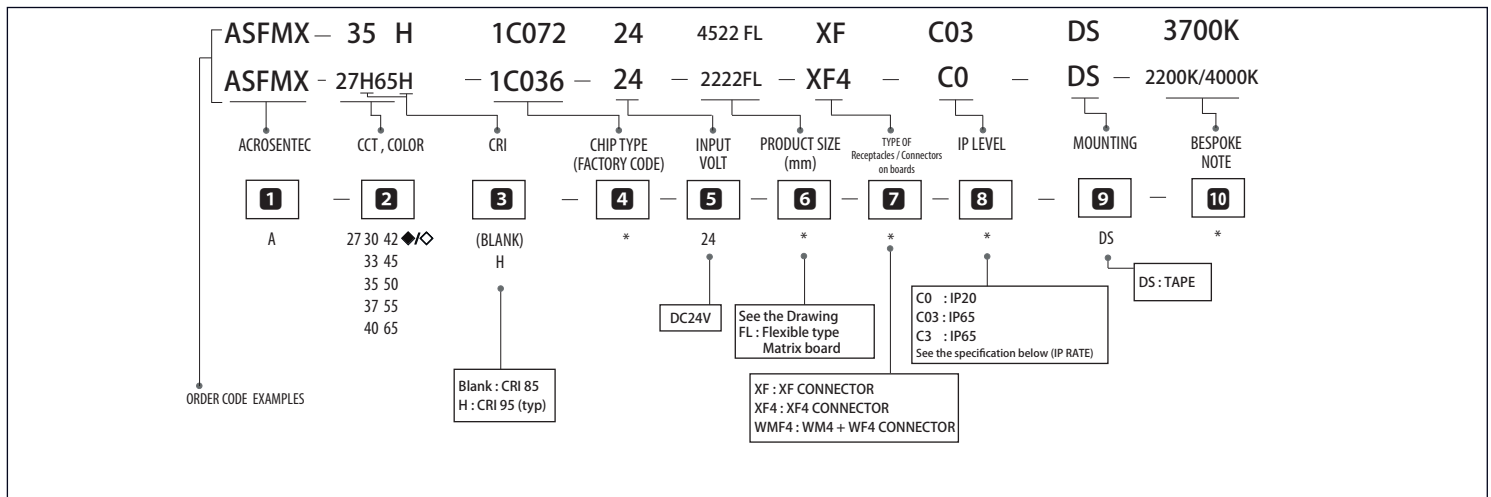 ASFMX – 35 H 1C072 24 4522 FL XF C03 DS 3700K
ASFMX – 27H65H – 1C036 – 24 – 2222FL – XF4 – C0 – DS – 2200K/4000K
ACROSENTEC
CCT , COLOR
CRI
CHIP TYPE
(FACTORY CODE)
INPUT
VOLT
PRODUCT SIZE
(mm)
TYPE OF
Receptacles / Connectors
on boards
IP LEVEL
MOUNTING
BESPOKE
NOTE
1 – 2 3 – 4 – 5 – 6 – 7 – 8 – 9 – 10
A
27 30 42 ◆/◇
33 45
35 50
37 55
40 65
(BLANK)
H
*
24
*
*
*
DS
*
DS : TAPE
DC24V
See the Drawing
FL : Flexible type
Matrix board
C0 : IP20
C03 : IP65
C3 : IP65
See the specification below (IP RATE)
Blank : CRI 85
H : CRI 95 (typ)
XF : XF CONNECTOR
XF4 : XF4 CONNECTOR
WMF4 : WM4 + WF4 CONNECTOR
ORDER CODE EXAMPLES